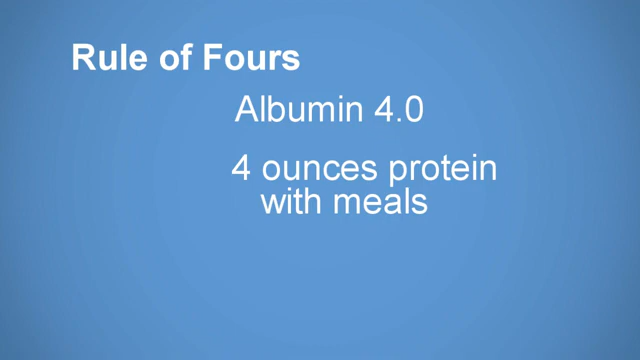 Rule of Fours
Albumin 4.0
4 ounces protein
with meals